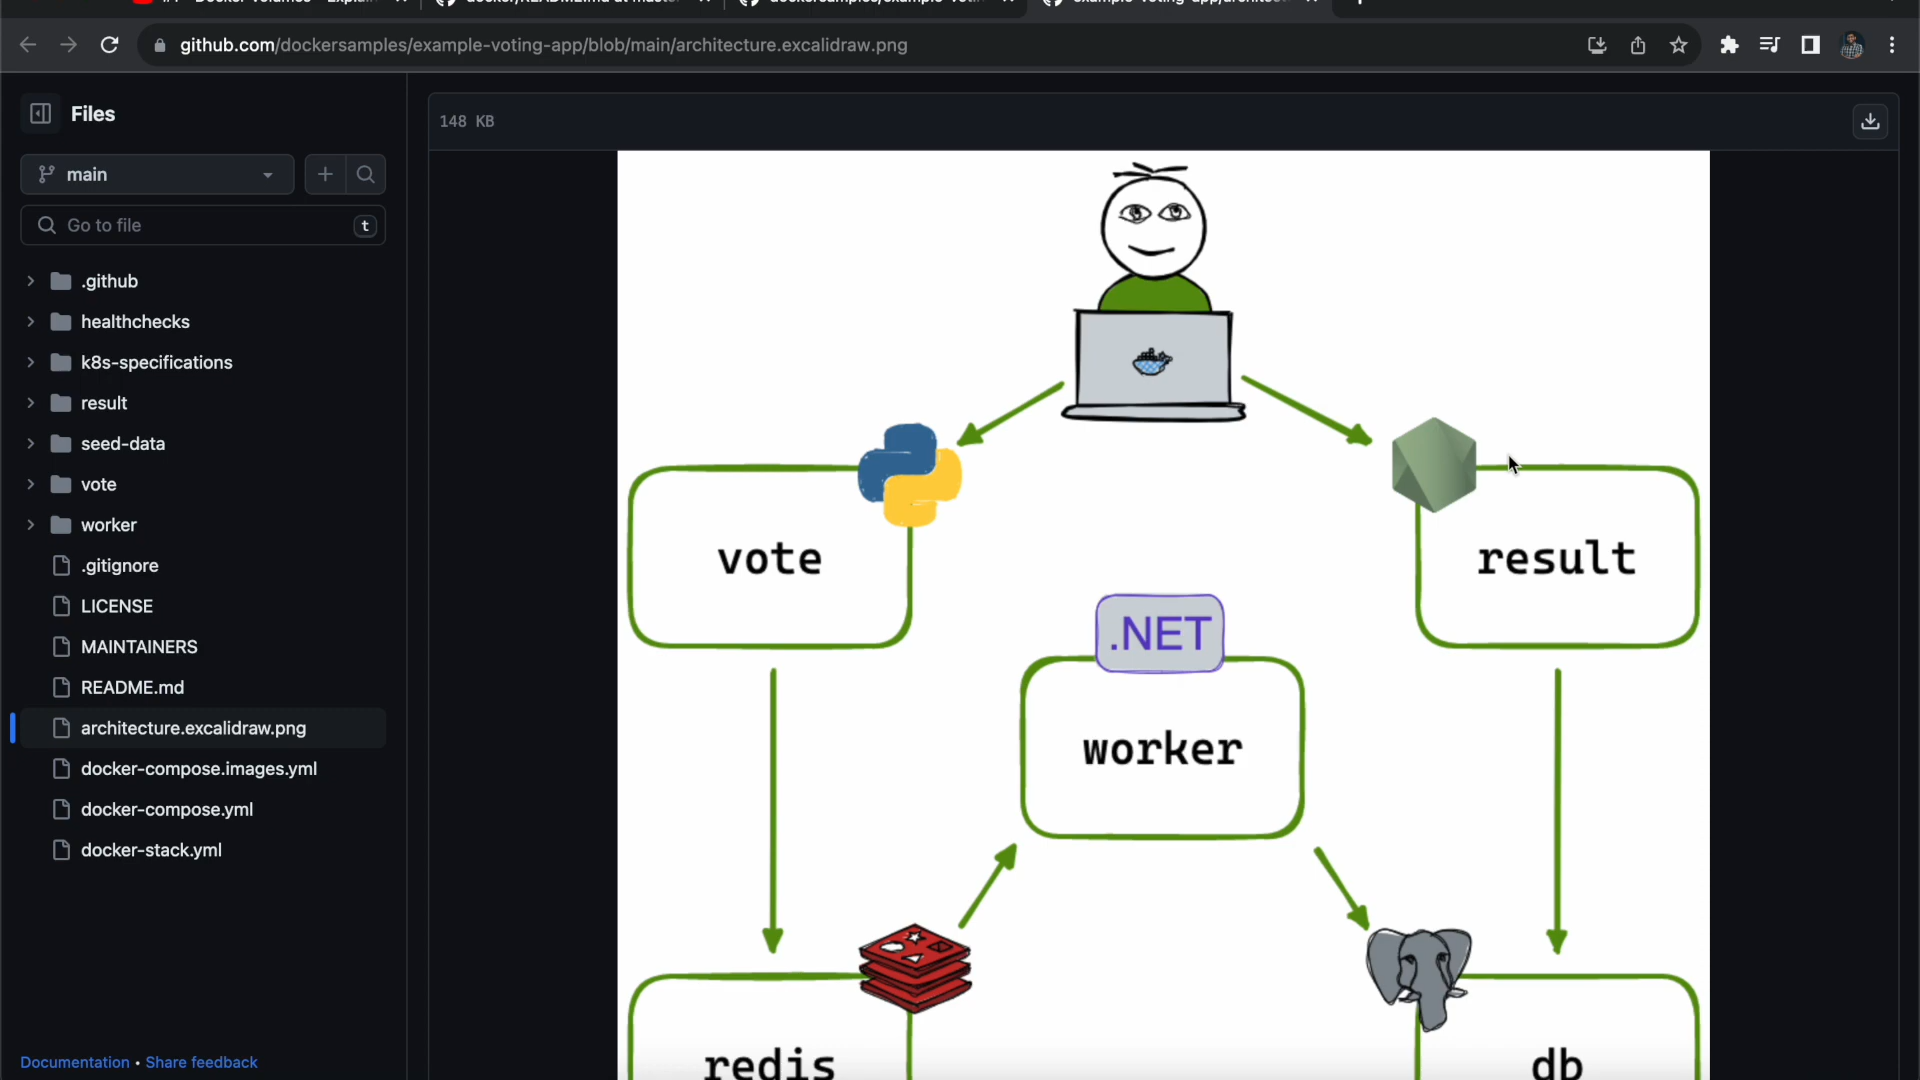 github.com/dockersamples/example-voting-app/blob/main/architecture.excalidraw.png
Files
148 KB
main
Go to file
t
.github
healthchecks
k8s-specifications
result
seed-data
vote
worker
.gitignore
LICENSE
MAINTAINERS
README.md
architecture.excalidraw.png
docker-compose.images.yml
docker-compose.yml
docker-stack.yml
Documentation • Share feedback
vote
result
.NET
worker
redis
db